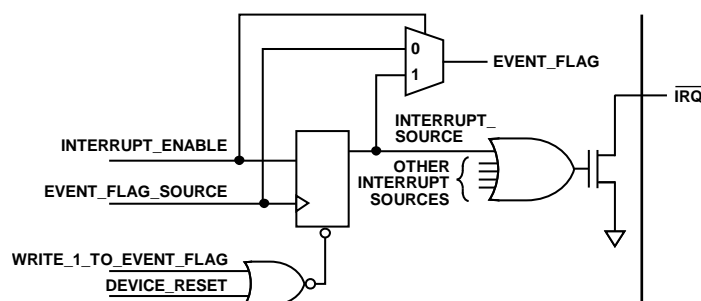 0
EVENT_FLAG
1
IRQ
INTERRUPT_
SOURCE
INTERRUPT_ENABLE
OTHER
INTERRUPT
SOURCES
EVENT_FLAG_SOURCE
WRITE_1_TO_EVENT_FLAG
DEVICE_RESET